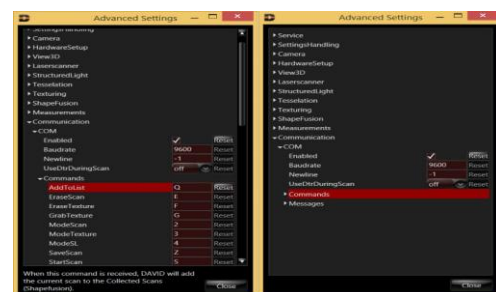 Advanced Settings
SettingsHandling
Camera
HardwareSetup
View3D
Laserscanner
StructuredLight
Tesselation
Texturing
ShapeFusion
Measurements
Communication
COM
Enabled Reset
Baudrate 9600 Reset
Newline -1 Reset
UseDtrDuringScan off Reset
Commands
AddToList Q Reset
EraseScan E Reset
EraseTexture F Reset
GrabTexture G Reset
ModeScan 2 Reset
ModeTexture 3 Reset
ModeSL 4 Reset
SaveScan Z Reset
StartScan S Reset
When this command is received, DAVID will add
the current scan to the Collected Scans
(Shapefusion).
Close
Advanced Settings
Service
SettingsHandling
Camera
HardwareSetup
View3D
Laserscanner
StructuredLight
Tesselation
Texturing
ShapeFusion
Measurements
Communication
COM
Enabled Reset
Baudrate 9600 Reset
Newline -1 Reset
UseDtrDuringScan off Reset
Commands
Messages
Close